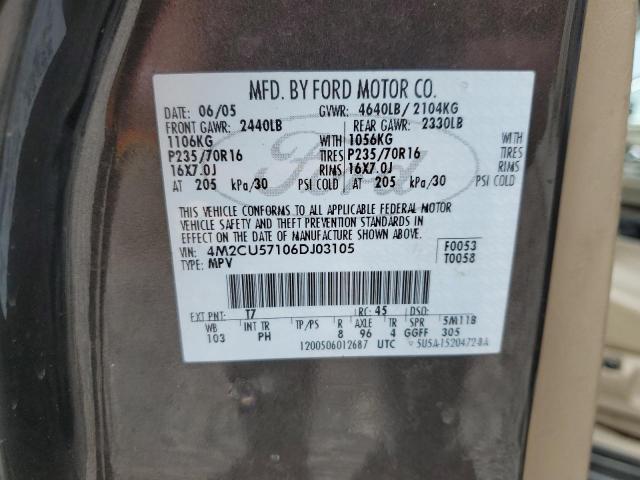 MFD. BY FORD MOTOR CO.
DATE: 06/05 GVWR: 4640LB/2104KG
FRONT GAWR: 2440LB REAR GAWR: 2330LB
1106KG WITH 1056KG WITH
P235/70R16 TIRES P235/70R16 TIRES
16X7.0J RIMS 16X7.0J RIMS
AT 205 kPa/30 PSI COLD AT 205 kPa/30 PSI COLD
THIS VEHICLE CONFORMS TO ALL APPLICABLE FEDERAL MOTOR
VEHICLE SAFETY AND THEFT PREVENTION STANDARDS IN
EFFECT ON THE DATE OF MANUFACTURE SHOWN ABOVE.
VIN: 4M2CU57106DJ03105 F0053
TYPE: MPV T0058
EXT PNT: T7 RC: 45 DSO:
WB INT TR TP/PS R AXLE TR SPR 5M11B
103 PH 8 96 4 GGFF 305
1200506012687 UTC 5U5A-1520472-BA
Ford